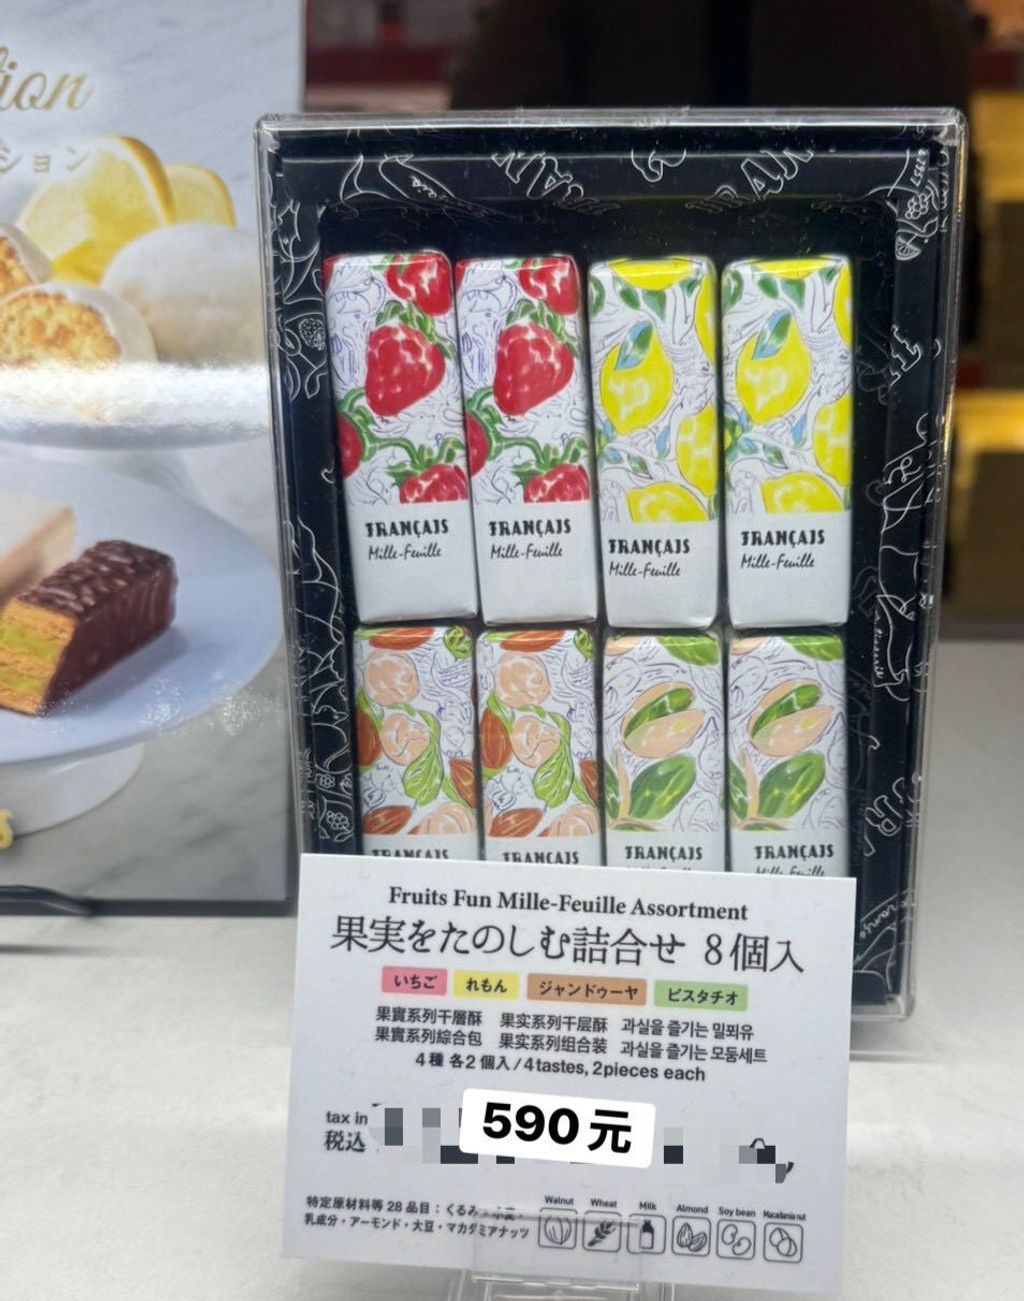 tion
ション
FRANÇAIS
Mille-Feuille
FRANÇAIS
Mille-Feuille
FRANÇAIS
Mille-Feuille
FRANÇAIS
Mille-Feuille
FRANÇAIS
FRANÇAIS
FRANÇAIS
FRANÇAIS
Mille-Feuille
Fruits Fun Mille-Feuille Assortment
果実をたのしむ詰合せ 8個入
いちご れもん ジャンドゥーヤ ピスタチオ
果實系列千層酥 果实系列千层酥 과실을 즐기는 밀푀유
果實系列綜合包 果实系列组合装 과실을 즐기는 모둠세트
4種 各2個入/4tastes, 2pieces each
tax in
税込
590元
特定原材料等28品目:くるみ・小麦・
乳成分・アーモンド・大豆・マカダミアナッツ
Walnut Wheat Milk Almond Soy bean Macadamia nut